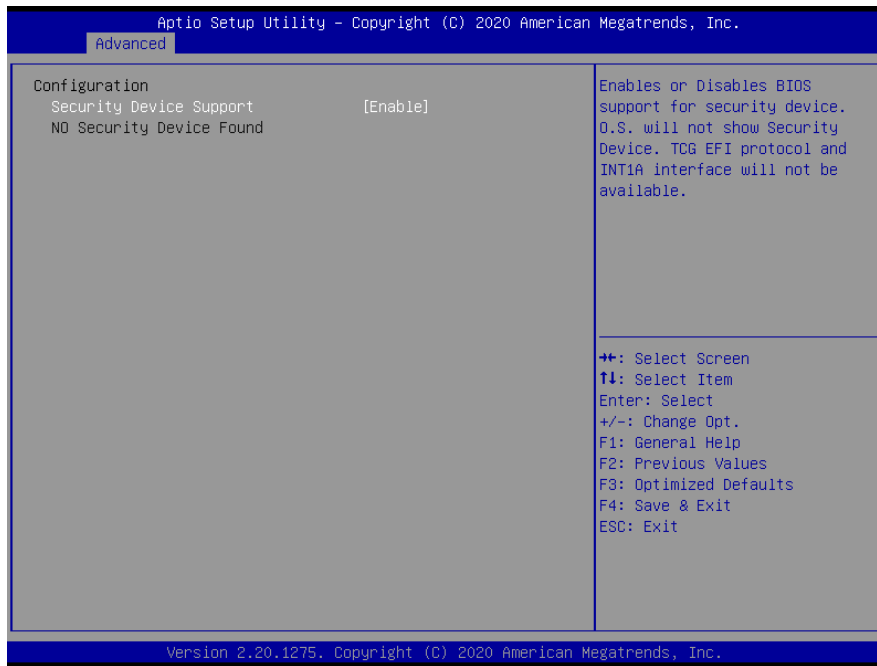 Aptio Setup Utility – Copyright (C) 2020 American Megatrends, Inc.
Advanced
Configuration
Security Device Support [Enable]
NO Security Device Found
Enables or Disables BIOS
support for security device.
O.S. will not show Security
Device. TCG EFI protocol and
INT1A interface will not be
available.
→←: Select Screen
↑↓: Select Item
Enter: Select
+/-: Change Opt.
F1: General Help
F2: Previous Values
F3: Optimized Defaults
F4: Save & Exit
ESC: Exit
Version 2.20.1275. Copyright (C) 2020 American Megatrends, Inc.